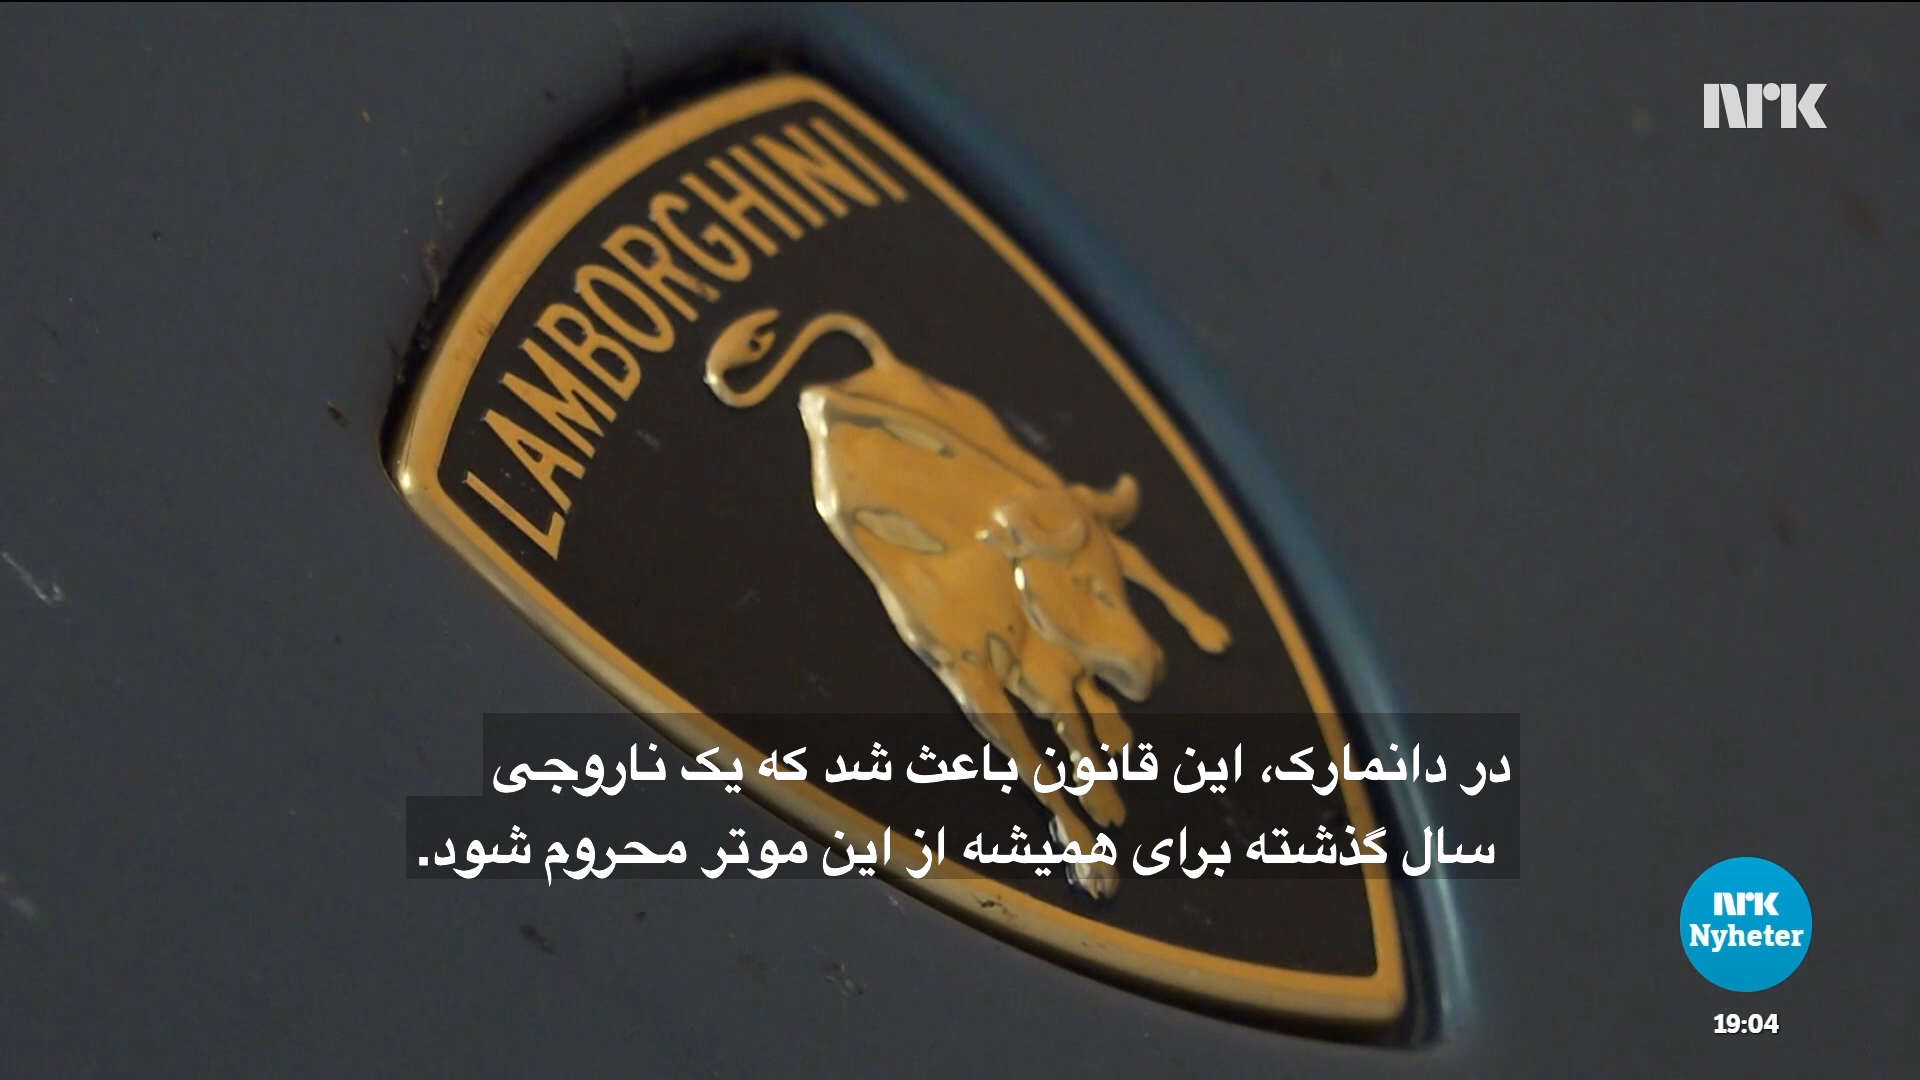 nrk
LAMBORGHINI
در دانمارک، این قانون باعث شد که یک ناروجی
سال گذشته برای همیشه از این موتر محروم شود.
nrk
Nyheter
19:04